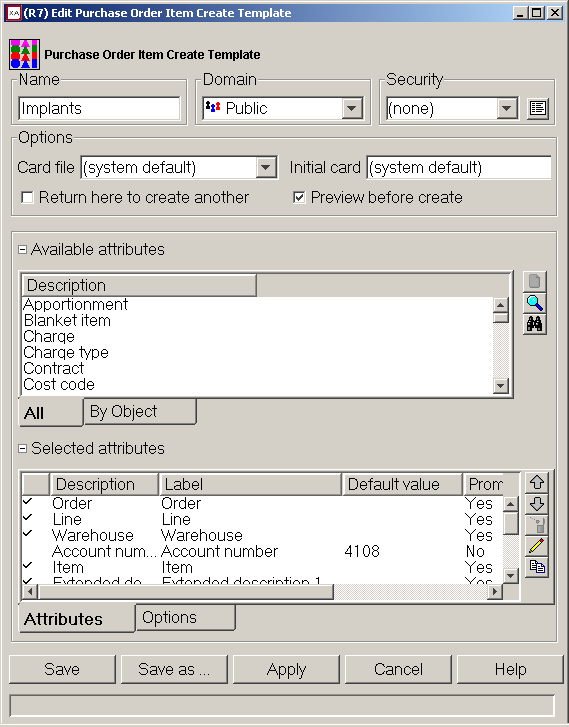 XA (R7) Edit Purchase Order Item Create Template
Purchase Order Item Create Template
Name Domain Security
Implants Public (none)
Options
Card file (system default) Initial card (system default)
Return here to create another Preview before create
Available attributes
Description
Apportionment
Blanket item
Charge
Charge type
Contract
Cost code
All By Object
Selected attributes
Description Label Default value Prom
Order Order Yes
Line Line Yes
Warehouse Warehouse Yes
Account num... Account number 4108 No
Item Item Yes
Extended de... Extended description 1 Yes
Attributes Options
Save Save as ... Apply Cancel Help